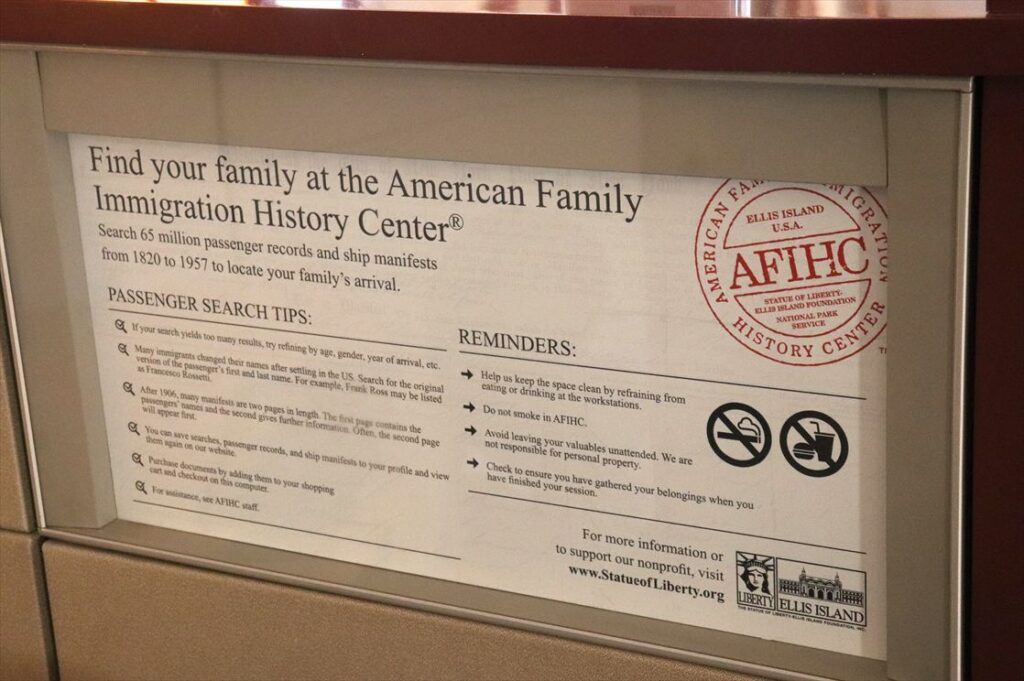 Find your family at the American Family
Immigration History Center®
Search 65 million passenger records and ship manifests
from 1820 to 1957 to locate your family's arrival.
PASSENGER SEARCH TIPS:
If your search yields too many results, try refining by age, gender, year of arrival, etc.
Many immigrants changed their names after settling in the US. Search for the original
version of the passenger's first and last name. For example, Frank Ross may be listed
as Francesco Rossetti.
After 1906, many manifests are two pages in length. The first page contains the
passengers' names and the second gives further information. Often, the second page
will appear first.
You can save searches, passenger records, and ship manifests to your profile and view
them again on our website.
Purchase documents by adding them to your shopping
cart and checkout on this computer.
For assistance, see AFIHC staff.
REMINDERS:
Help us keep the space clean by refraining from
eating or drinking at the workstations.
Do not smoke in AFIHC.
Avoid leaving your valuables unattended. We are
not responsible for personal property.
Check to ensure you have gathered your belongings when you
have finished your session.
AMERICAN FAMILY IMMIGRATION
HISTORY CENTER
ELLIS ISLAND
U.S.A.
AFIHC
STATUE OF LIBERTY-
ELLIS ISLAND FOUNDATION
NATIONAL PARK
SERVICE
For more information or
to support our nonprofit, visit
www.StatueofLiberty.org
LIBERTY
ELLIS ISLAND
THE STATUE OF LIBERTY-ELLIS ISLAND FOUNDATION, INC.